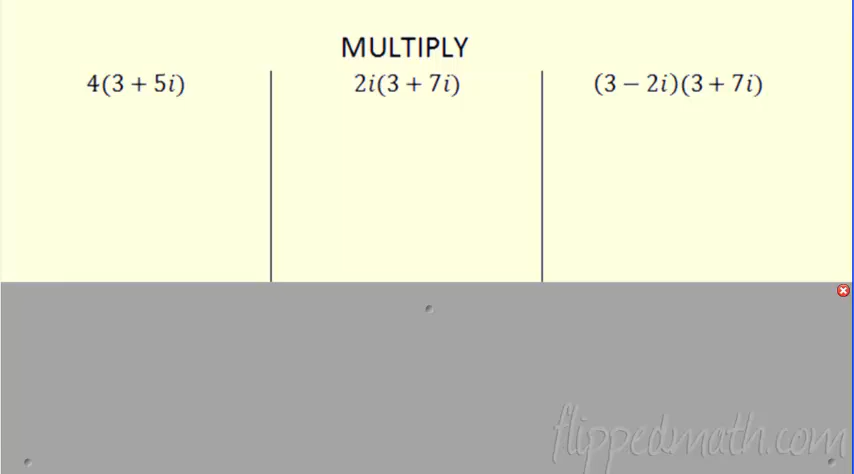 MULTIPLY
4(3 + 5i)
2i(3 + 7i)
(3 − 2i)(3 + 7i)
flippedmath.com